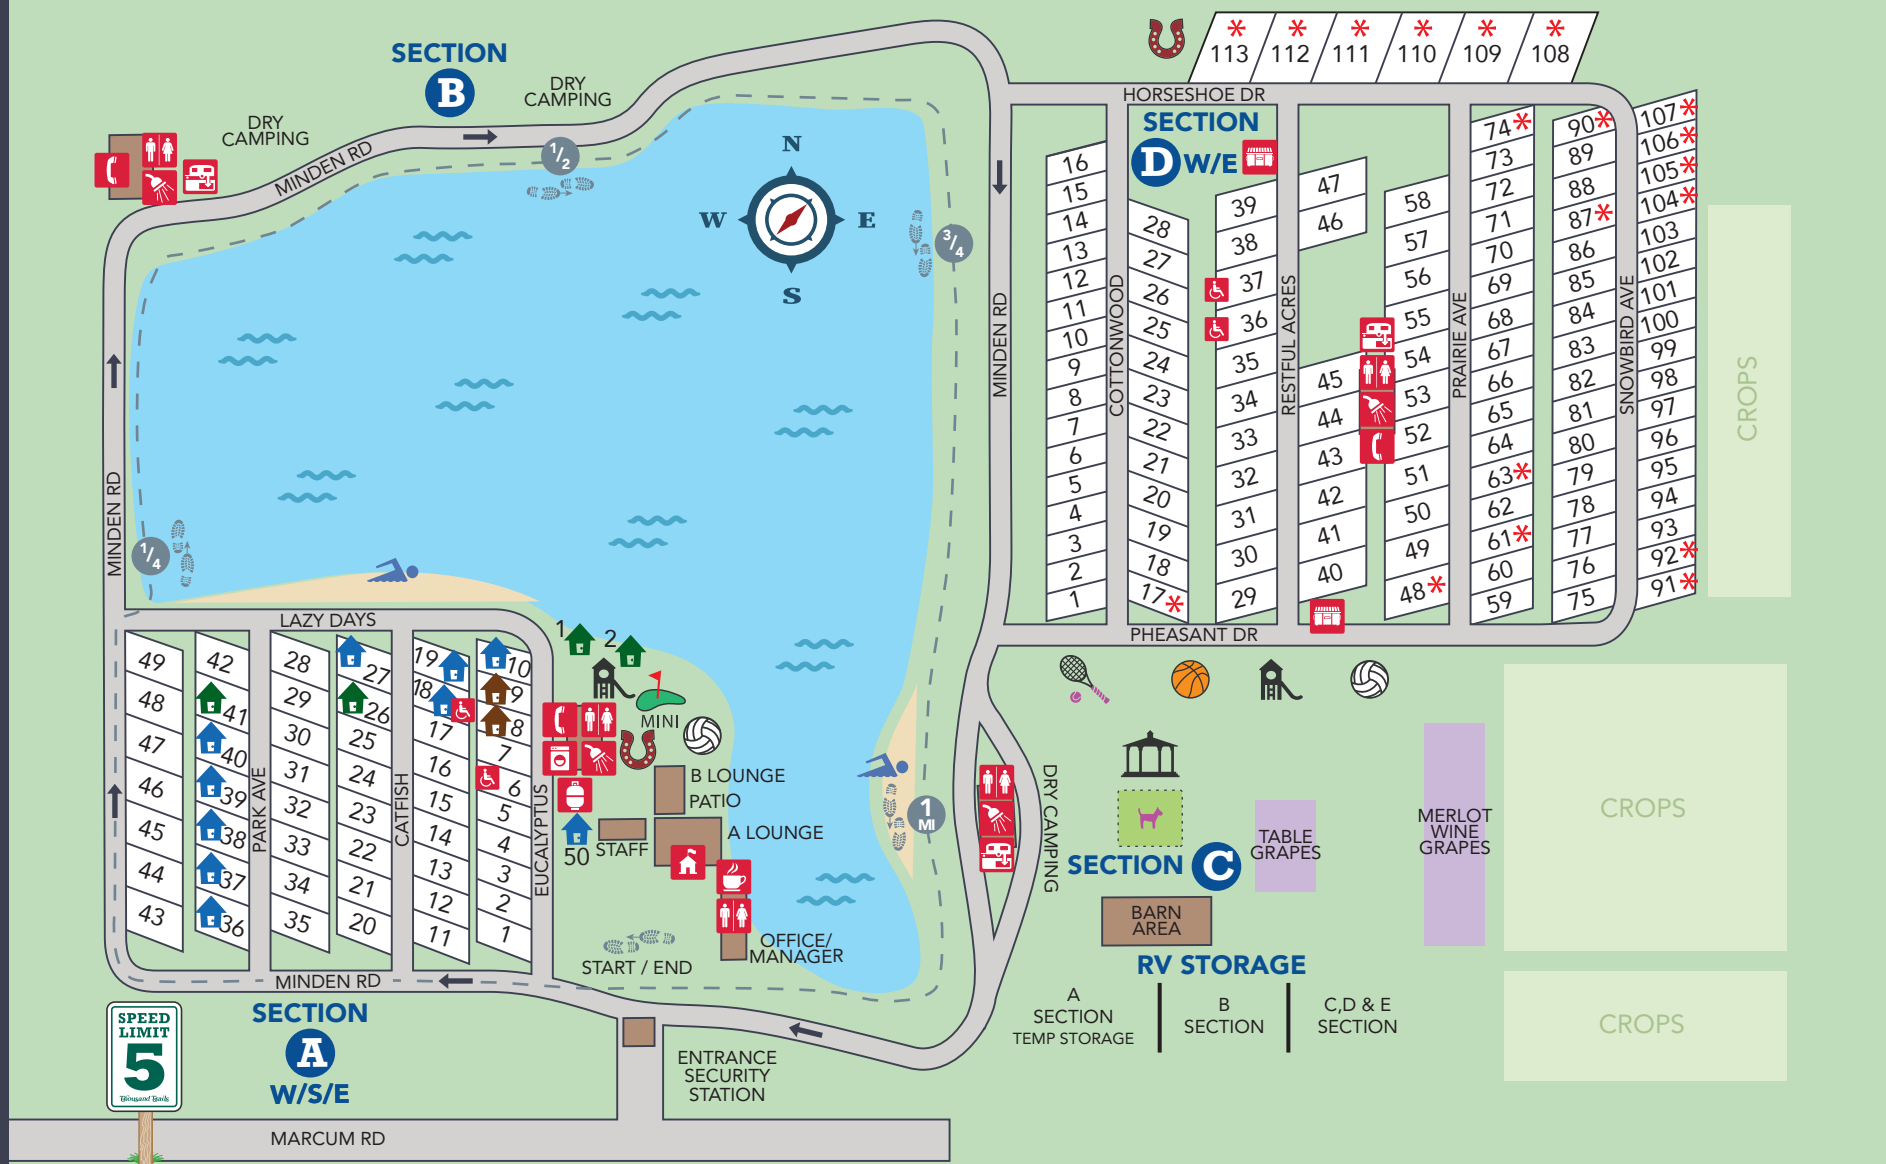 SECTION
B
DRY
CAMPING
DRY
CAMPING
MINDEN RD
1/2
N
W
E
S
3/4
MINDEN RD
1/4
MINDEN RD
113
112
111
110
109
108
HORSESHOE DR
SECTION
D W/E
16
15
14
13
12
11
10
9
8
7
6
5
4
3
2
1
COTTONWOOD
28
27
26
25
24
23
22
21
20
19
18
17
39
38
37
36
35
34
33
32
31
30
29
RESTFUL ACRES
47
46
45
44
43
42
41
40
58
57
56
55
54
53
52
51
50
49
48
PRAIRIE AVE
74
73
72
71
70
69
68
67
66
65
64
63
62
61
60
59
90
89
88
87
86
85
84
83
82
81
80
79
78
77
76
75
SNOWBIRD AVE
107
106
105
104
103
102
101
100
99
98
97
96
95
94
93
92
91
CROPS
PHEASANT DR
LAZY DAYS
49
48
47
46
45
44
43
42
41
40
39
38
37
36
PARK AVE
28
29
30
31
32
33
34
35
27
26
25
24
23
22
21
20
CATFISH
19
18
17
16
15
14
13
12
11
10
9
8
7
6
5
4
3
2
1
EUCALYPTUS
1
2
MINI
B LOUNGE
PATIO
A LOUNGE
50
STAFF
OFFICE/
MANAGER
START / END
1
MI
DRY CAMPING
SECTION
C
TABLE
GRAPES
MERLOT
WINE
GRAPES
CROPS
CROPS
BARN
AREA
RV STORAGE
A
SECTION
TEMP STORAGE
B
SECTION
C,D & E
SECTION
MINDEN RD
SECTION
A
W/S/E
SPEED
LIMIT
5
Thousand Trails
ENTRANCE
SECURITY
STATION
MARCUM RD